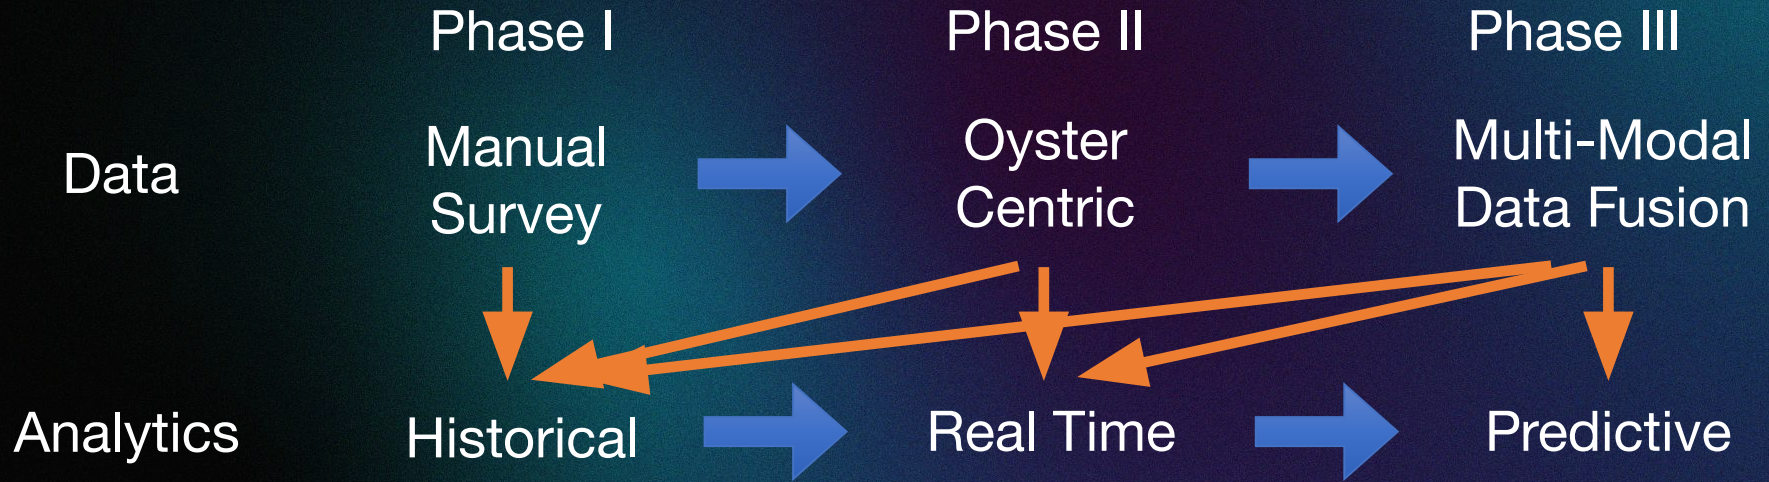 Phase I
Phase II
Phase III
Data
Manual
Survey
Oyster
Centric
Multi-Modal
Data Fusion
Analytics
Historical
Real Time
Predictive